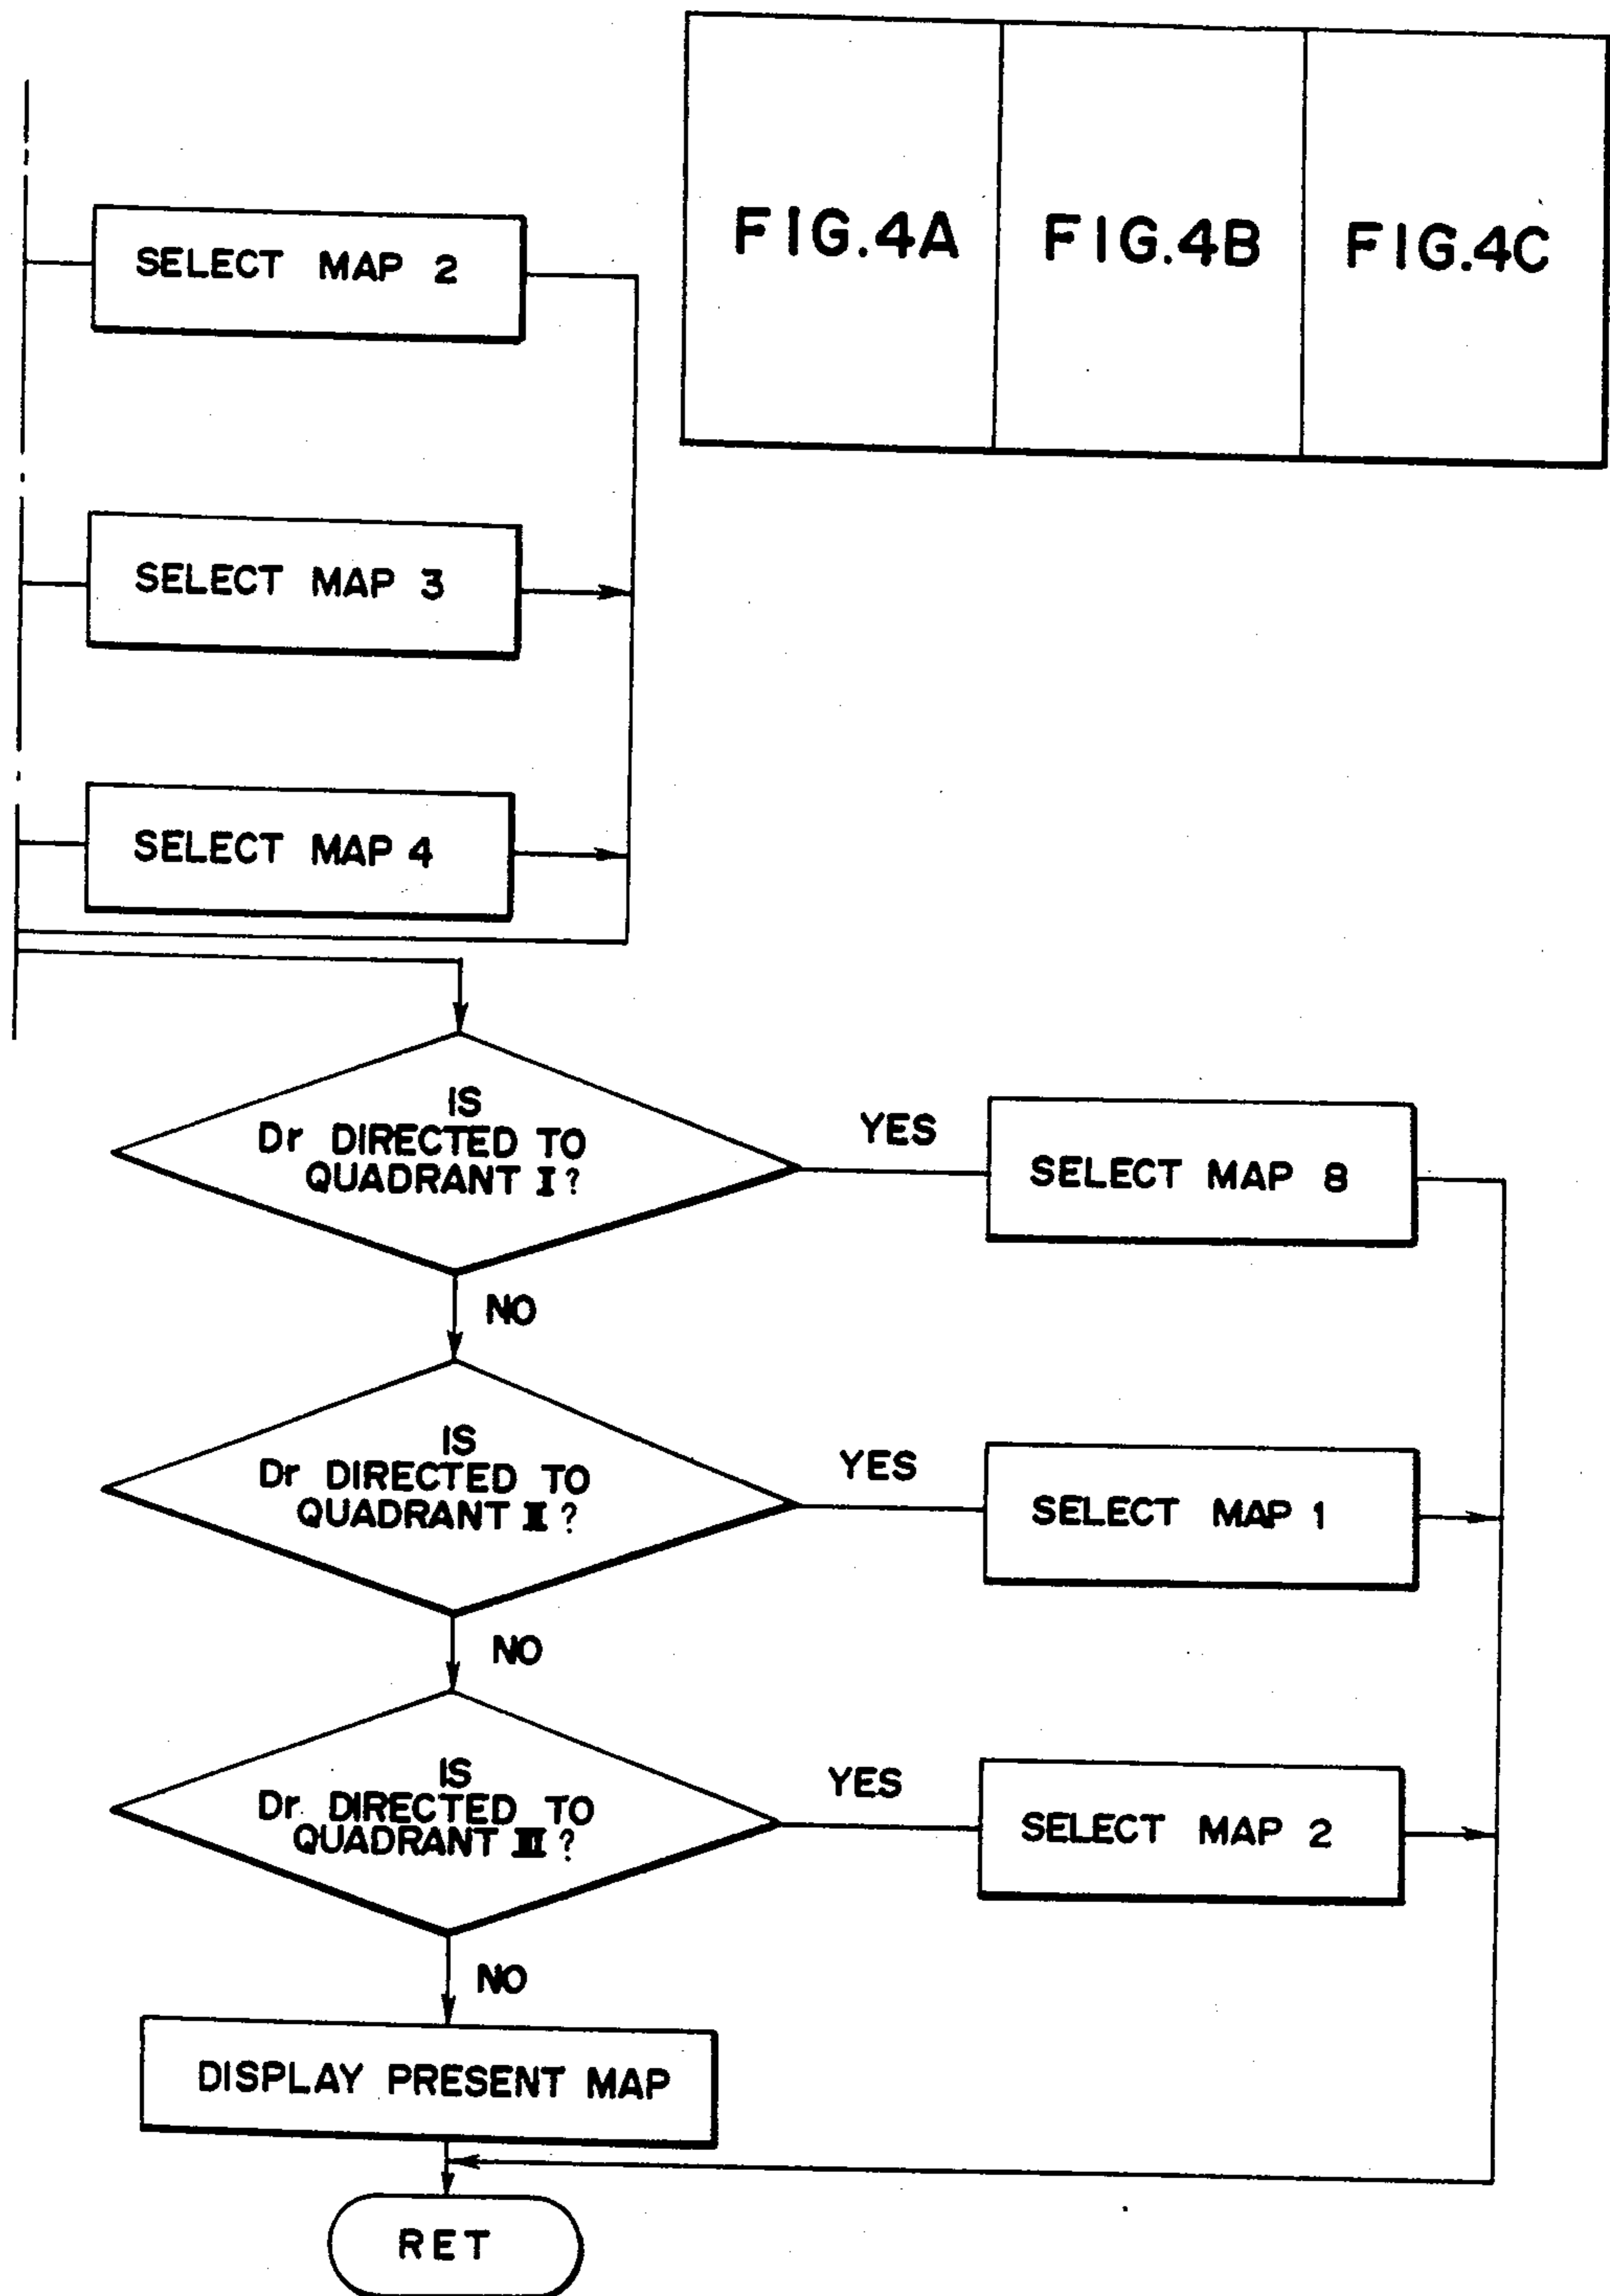 FIG.4A
FIG.4B
FIG.4C
SELECT MAP 2
SELECT MAP 3
SELECT MAP 4
IS
Dr DIRECTED TO
QUADRANT I?
YES
SELECT MAP 8
NO
IS
Dr DIRECTED TO
QUADRANT II?
YES
SELECT MAP 1
NO
IS
Dr DIRECTED TO
QUADRANT III?
YES
SELECT MAP 2
NO
DISPLAY PRESENT MAP
RET